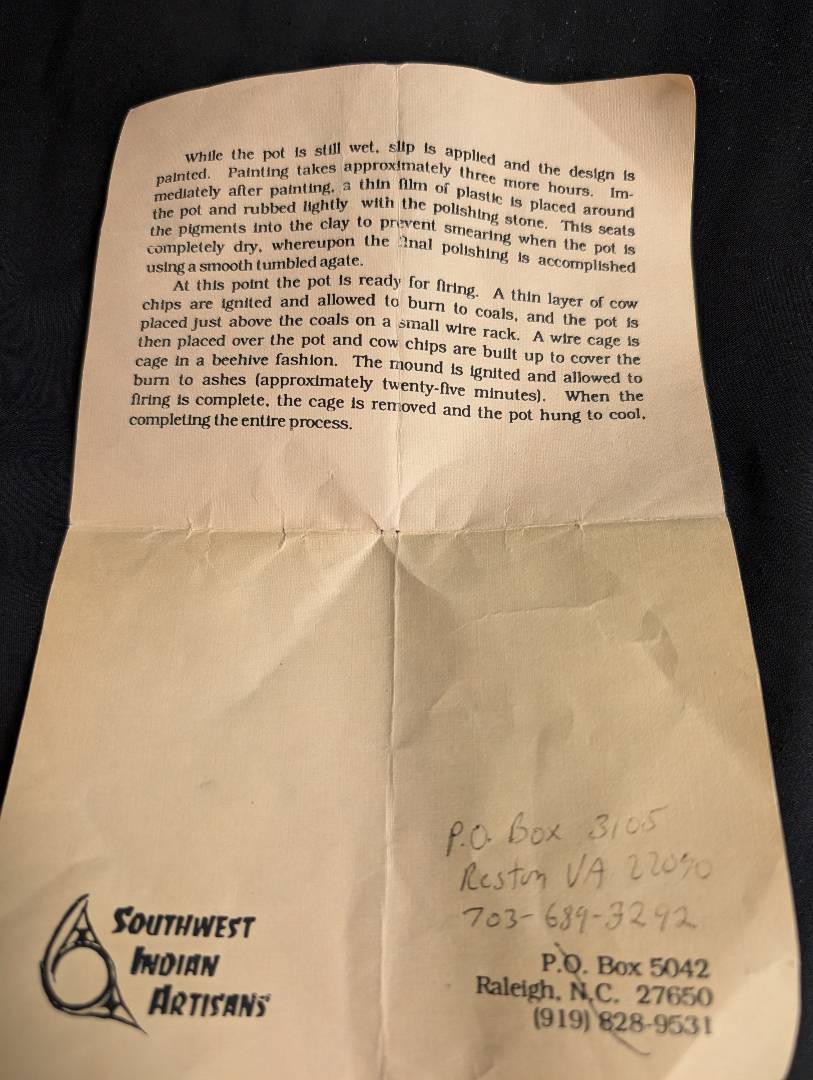 While the pot is still wet, slip is applied and the design is
painted. Painting takes approximately three more hours. Im-
mediately after painting, a thin film of plastic is placed around
the pot and rubbed lightly with the polishing stone. This seats
the pigments into the clay to prevent smearing when the pot is
completely dry, whereupon the final polishing is accomplished
using a smooth tumbled agate.
At this point the pot is ready for firing. A thin layer of cow
chips are ignited and allowed to burn to coals, and the pot is
placed just above the coals on a small wire rack. A wire cage is
then placed over the pot and cow chips are built up to cover the
cage in a beehive fashion. The mound is ignited and allowed to
burn to ashes (approximately twenty-five minutes). When the
firing is complete, the cage is removed and the pot hung to cool,
completing the entire process.
P.O. Box 3105
Reston VA 22090
703-689-3292
SOUTHWEST
INDIAN
ARTISANS
P.O. Box 5042
Raleigh, N.C. 27650
(919) 828-9531